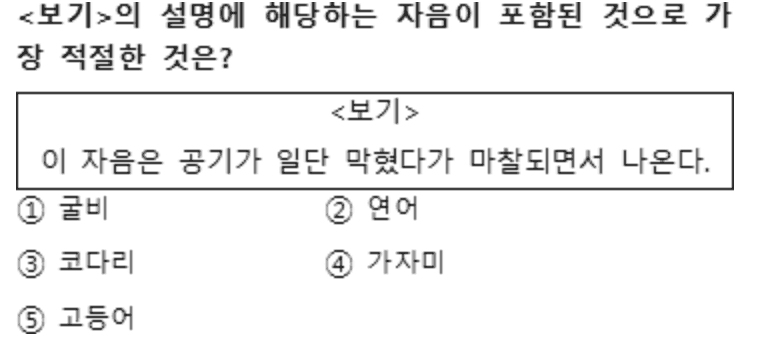 <보기>의 설명에 해당하는 자음이 포함된 것으로 가
장 적절한 것은?
<보기>
이 자음은 공기가 일단 막혔다가 마찰되면서 나온다.
① 굴비 ② 연어
③ 코다리 ④ 가자미
⑤ 고등어